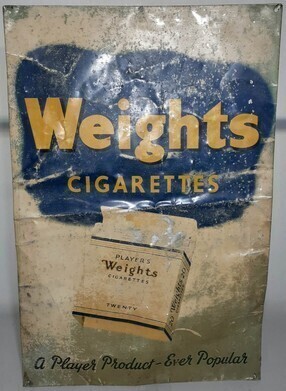 Weights
CIGARETTES
PLAYER'S
Weights
CIGARETTES
TWENTY
A Player Product - Ever Popular